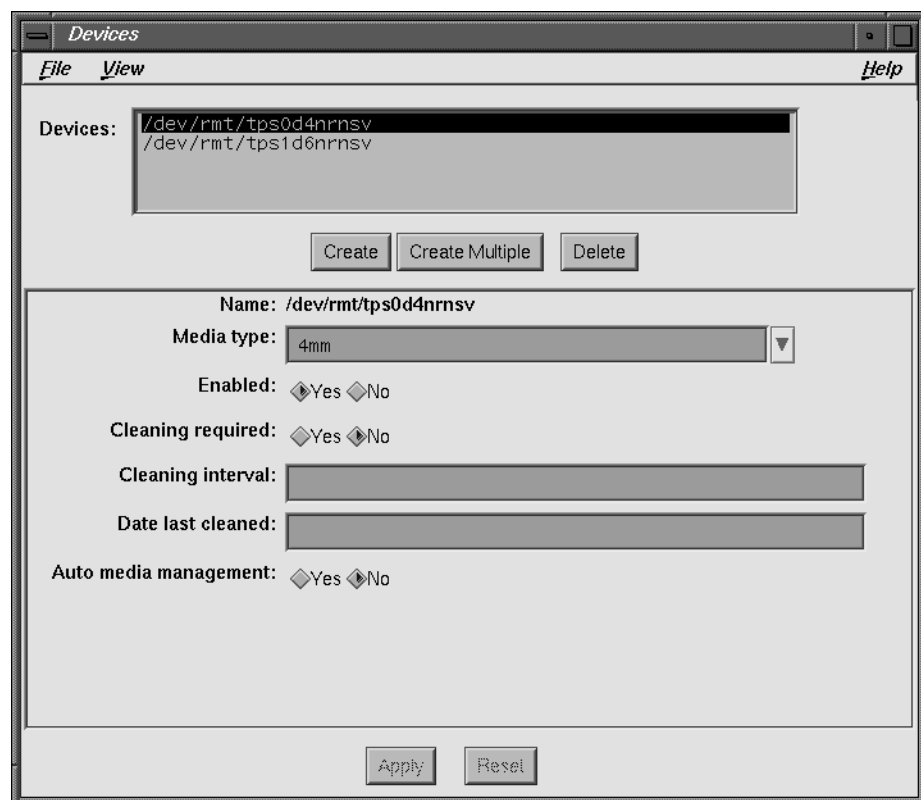 Devices
File View Help
Devices:
/dev/rmt/tps0d4nrnsv
/dev/rmt/tps1d6nrnsv
Create Create Multiple Delete
Name: /dev/rmt/tps0d4nrnsv
Media type: 4mm
Enabled: Yes No
Cleaning required: Yes No
Cleaning interval:
Date last cleaned:
Auto media management: Yes No
Apply Reset